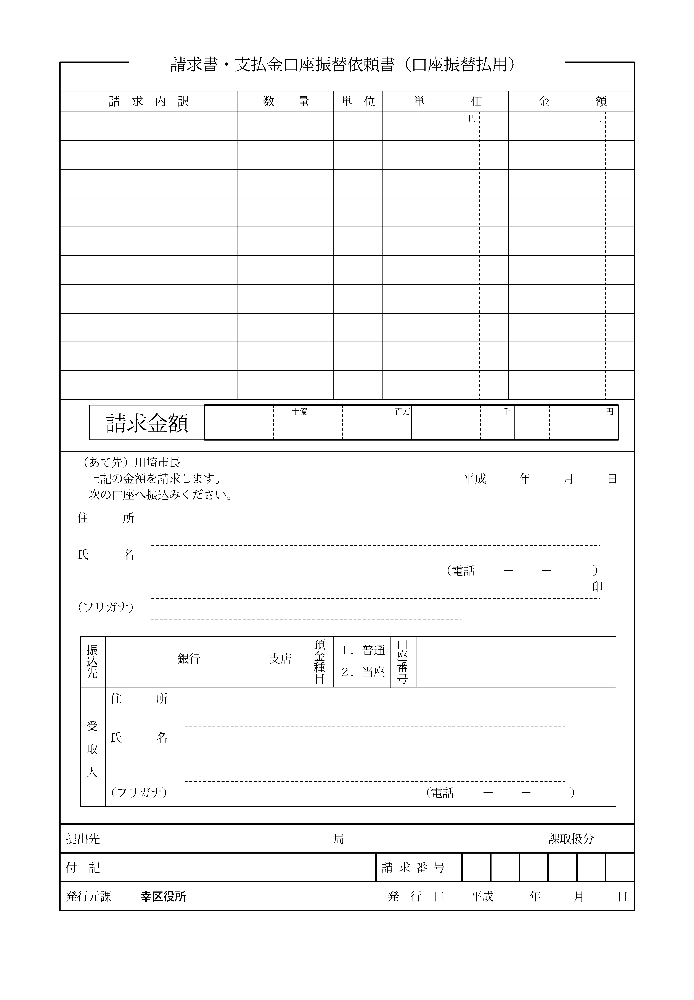 請求書・支払金口座振替依頼書（口座振替払用）
請　求　内　訳　数　量　単　位　単　価　金　額
円　円
請求金額　十億　百万　千　円
（あて先）川崎市長
上記の金額を請求します。　平成　年　月　日
次の口座へ振込みください。
住　所
氏　名
（電話　－　－　）
印
（フリガナ）
振込先　銀行　支店　預金種目　１．普通　口座番号
２．当座
受取人　住　所
氏　名
（フリガナ）　（電話　－　－　）
提出先　局　課取扱分
付　記　請求番号
発行元課　幸区役所　発　行　日　平成　年　月　日